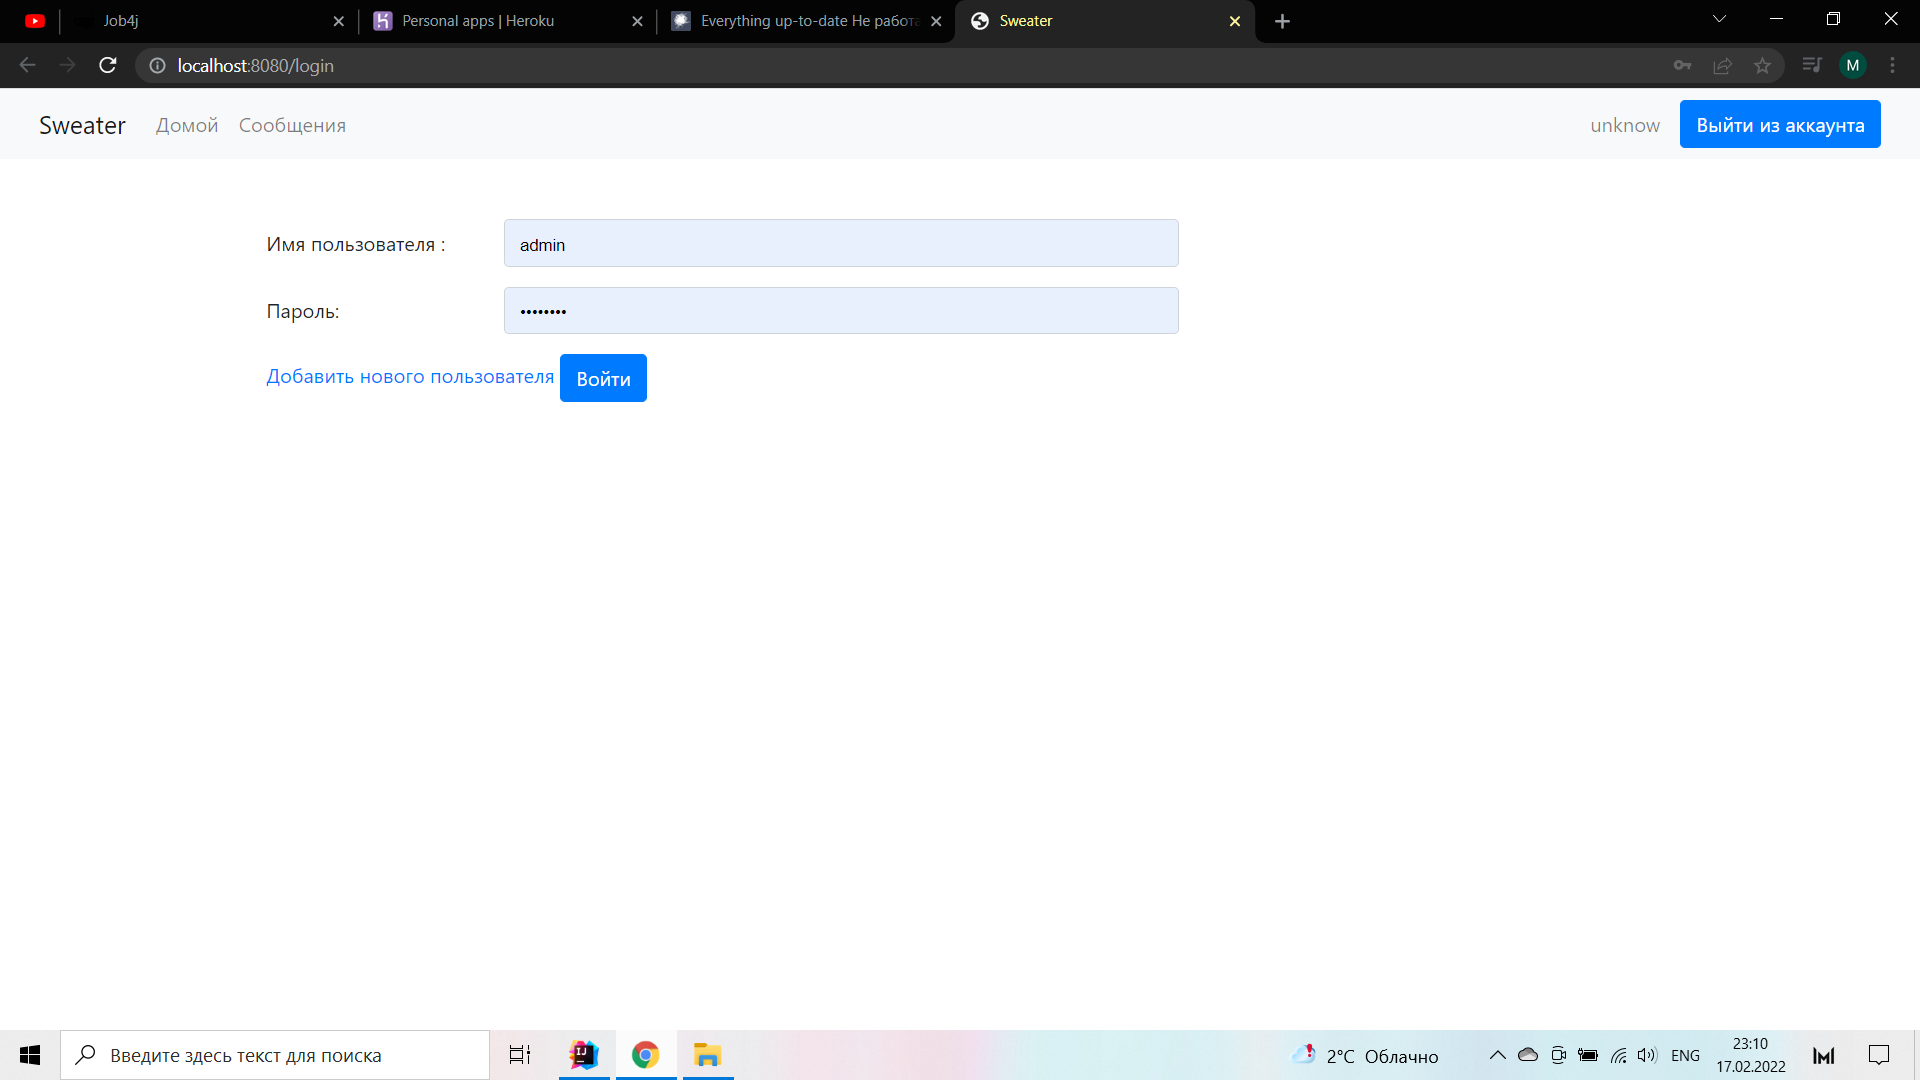 Job4j
Personal apps | Heroku
Everything up-to-date Не работа
Sweater
localhost:8080/login
M
Sweater
Домой
Сообщения
unknow
Выйти из аккаунта
Имя пользователя :
admin
Пароль:
••••••••
Добавить нового пользователя
Войти
Введите здесь текст для поиска
2°C Облачно
ENG
23:10
17.02.2022